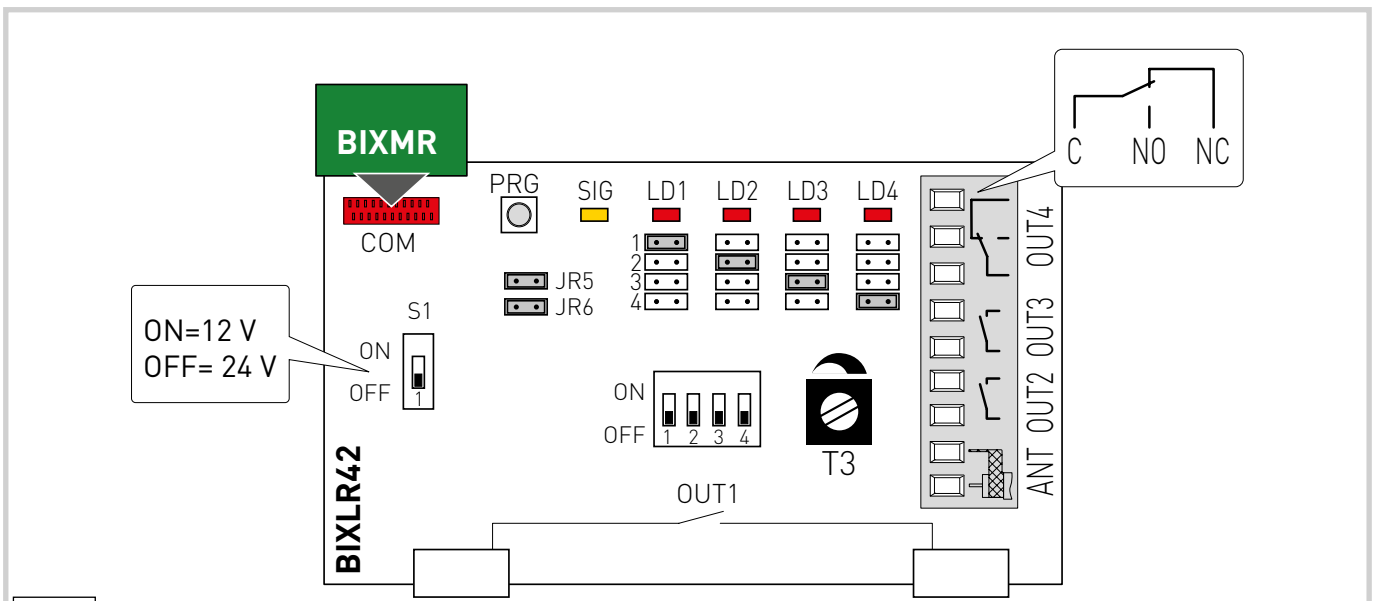 BIXMR
C NO NC
PRG SIG LD1 LD2 LD3 LD4
COM
1
2
3
4
JR5
JR6
OUT4
OUT3
OUT2
ANT
ON=12 V
OFF= 24 V
S1
ON
OFF
1
ON
OFF
1 2 3 4
T3
OUT1
BIXLR42